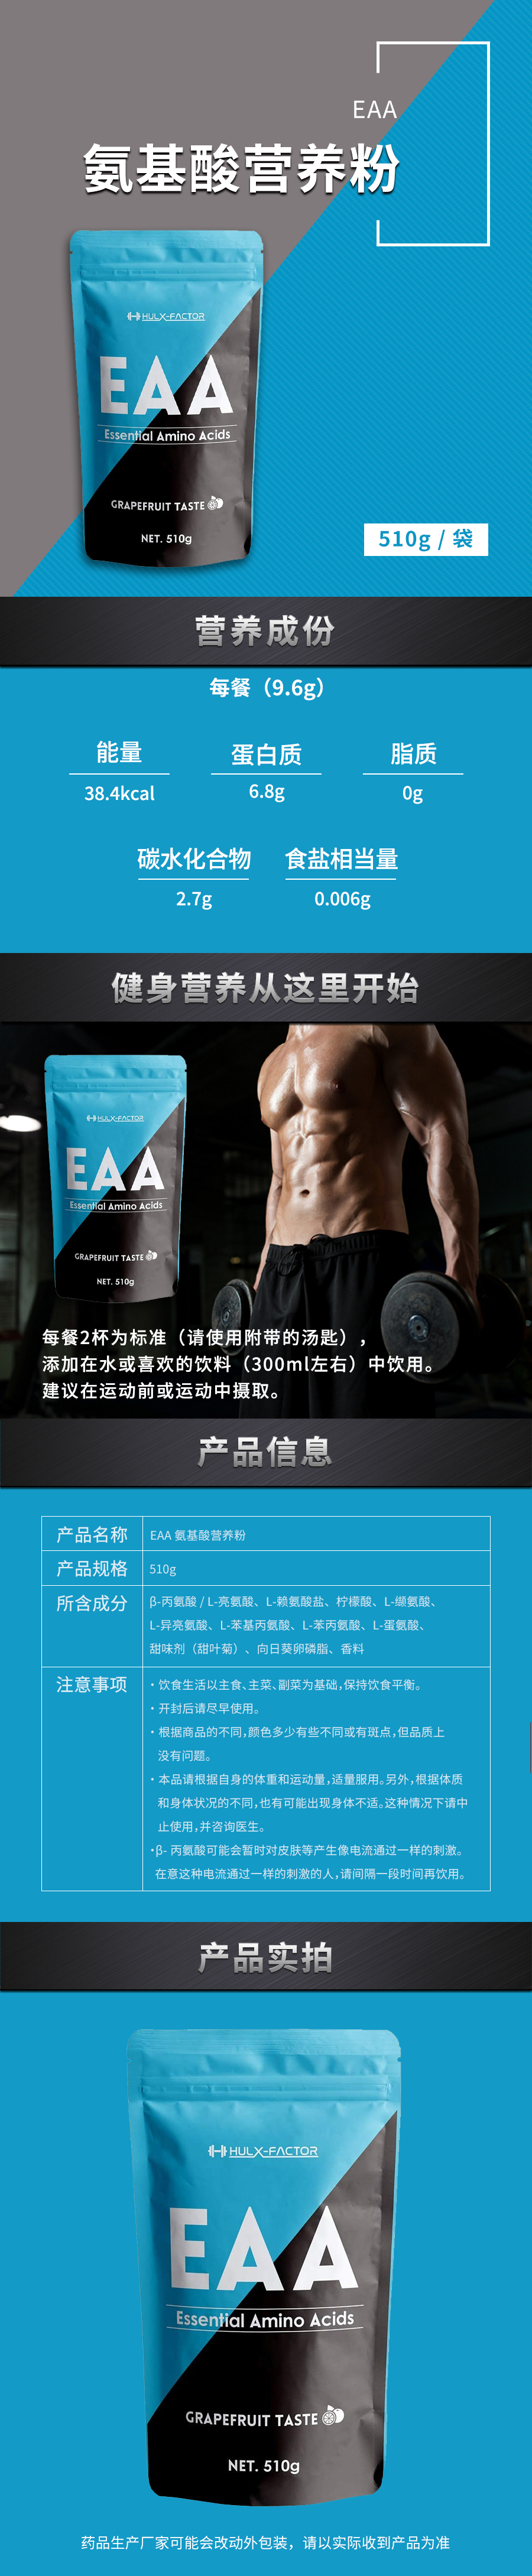 EAA
氨基酸营养粉
HULX-FACTOR
EAA
Essential Amino Acids
GRAPEFRUIT TASTE
NET. 510g
510g / 袋
营养成份
每餐（9.6g）
能量
38.4kcal
蛋白质
6.8g
脂质
0g
碳水化合物
2.7g
食盐相当量
0.006g
健身营养从这里开始
HULX-FACTOR
EAA
Essential Amino Acids
GRAPEFRUIT TASTE
NET. 510g
每餐2杯为标准（请使用附带的汤匙），
添加在水或喜欢的饮料（300ml左右）中饮用。
建议在运动前或运动中摄取。
产品信息
产品名称
EAA 氨基酸营养粉
产品规格
510g
所含成分
β-丙氨酸 / L-亮氨酸、L-赖氨酸盐、柠檬酸、L-缬氨酸、
L-异亮氨酸、L-苯基丙氨酸、L-苯丙氨酸、L-蛋氨酸、
甜味剂（甜叶菊）、向日葵卵磷脂、香料
注意事项
・饮食生活以主食、主菜、副菜为基础，保持饮食平衡。
・开封后请尽早使用。
・根据商品的不同，颜色多少有些不同或有斑点，但品质上
没有问题。
・本品请根据自身的体重和运动量，适量服用。另外，根据体质
和身体状况的不同，也有可能出现身体不适。这种情况下请中
止使用，并咨询医生。
・β- 丙氨酸可能会暂时对皮肤等产生像电流通过一样的刺激。
在意这种电流通过一样的刺激的人，请间隔一段时间再饮用。
产品实拍
HULX-FACTOR
EAA
Essential Amino Acids
GRAPEFRUIT TASTE
NET. 510g
药品生产厂家可能会改动外包装，请以实际收到产品为准